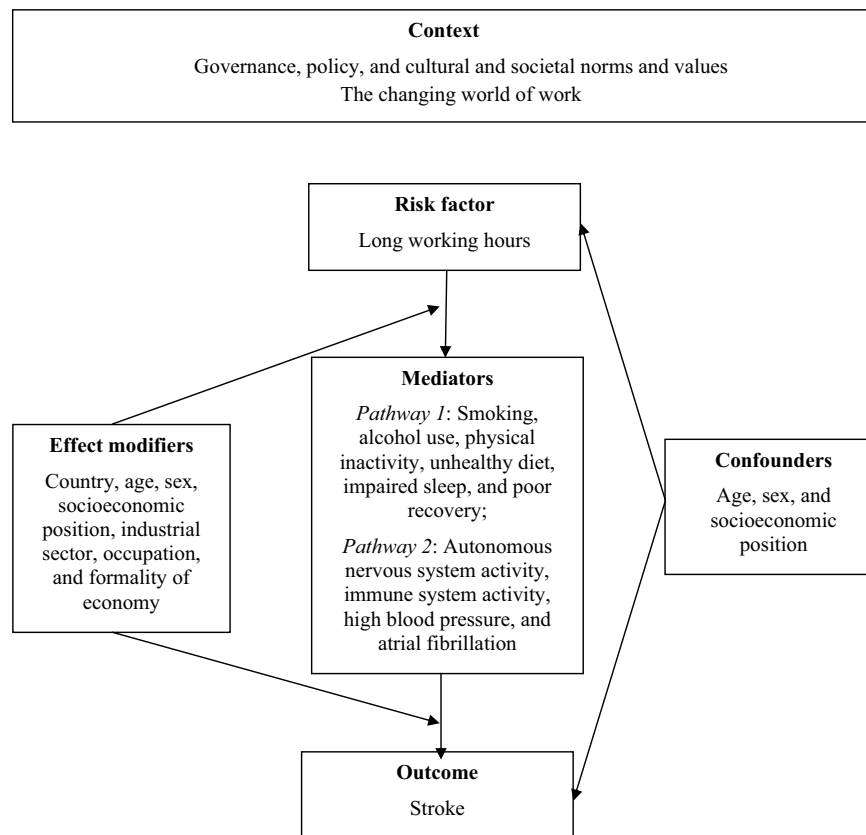 Context
Governance, policy, and cultural and societal norms and values
The changing world of work
Risk factor
Long working hours
Mediators
Pathway 1: Smoking,
alcohol use, physical
inactivity, unhealthy diet,
impaired sleep, and poor
recovery;
Pathway 2: Autonomous
nervous system activity,
immune system activity,
high blood pressure, and
atrial fibrillation
Effect modifiers
Country, age, sex,
socioeconomic
position, industrial
sector, occupation,
and formality of
economy
Confounders
Age, sex, and
socioeconomic
position
Outcome
Stroke